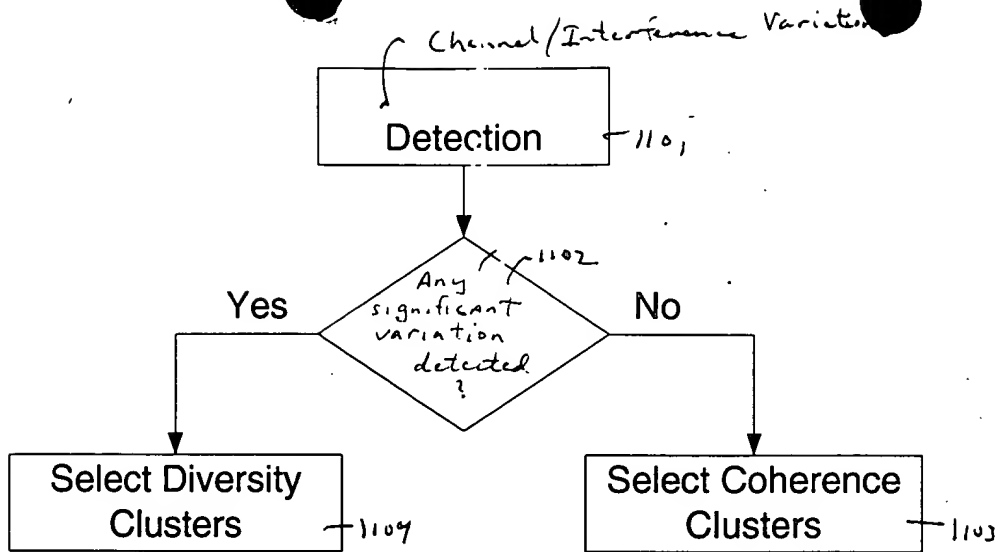 Channel/Interference Variation
Detection
1101
1102
Any
significant
variation
detected
?
Yes
No
Select Diversity
Clusters
1104
Select Coherence
Clusters
1103